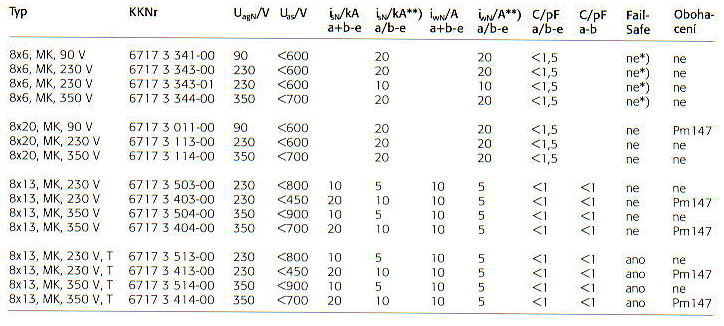 Typ KKNr UagN/V Uas/V isN/kA isN/kA**) iwN/A iwN/A**) C/pF C/pF Fail- Oboha-
a+b-e a/b-e a+b-e a/b-e a/b-e a-b Safe cení
8x6, MK, 90 V 6717 3 341-00 90 <600 20 20 <1,5 ne*) ne
8x6, MK, 230 V 6717 3 343-00 230 <600 20 20 <1,5 ne*) ne
8x6, MK, 230 V 6717 3 343-01 230 <600 10 10 <1,5 ne*) ne
8x6, MK, 350 V 6717 3 344-00 350 <700 20 20 <1,5 ne*) ne
8x20, MK, 90 V 6717 3 011-00 90 <600 20 20 <1,5 ne Pm147
8x20, MK, 230 V 6717 3 113-00 230 <600 20 20 <1,5 ne ne
8x20, MK, 350 V 6717 3 114-00 350 <700 20 20 <1,5 ne ne
8x13, MK, 230 V 6717 3 503-00 230 <800 10 5 10 5 <1 <1 ne ne
8x13, MK, 230 V 6717 3 403-00 230 <450 20 10 10 5 <1 <1 ne Pm147
8x13, MK, 350 V 6717 3 504-00 350 <900 10 5 10 5 <1 <1 ne ne
8x13, MK, 350 V 6717 3 404-00 350 <700 20 10 10 5 <1 <1 ne Pm147
8x13, MK, 230 V, T 6717 3 513-00 230 <800 10 5 10 5 <1 <1 ano ne
8x13, MK, 230 V, T 6717 3 413-00 230 <450 20 10 10 5 <1 <1 ano Pm147
8x13, MK, 350 V, T 6717 3 514-00 350 <900 10 5 10 5 <1 <1 ano ne
8x13, MK, 350 V, T 6717 3 414-00 350 <700 20 10 10 5 <1 <1 ano Pm147